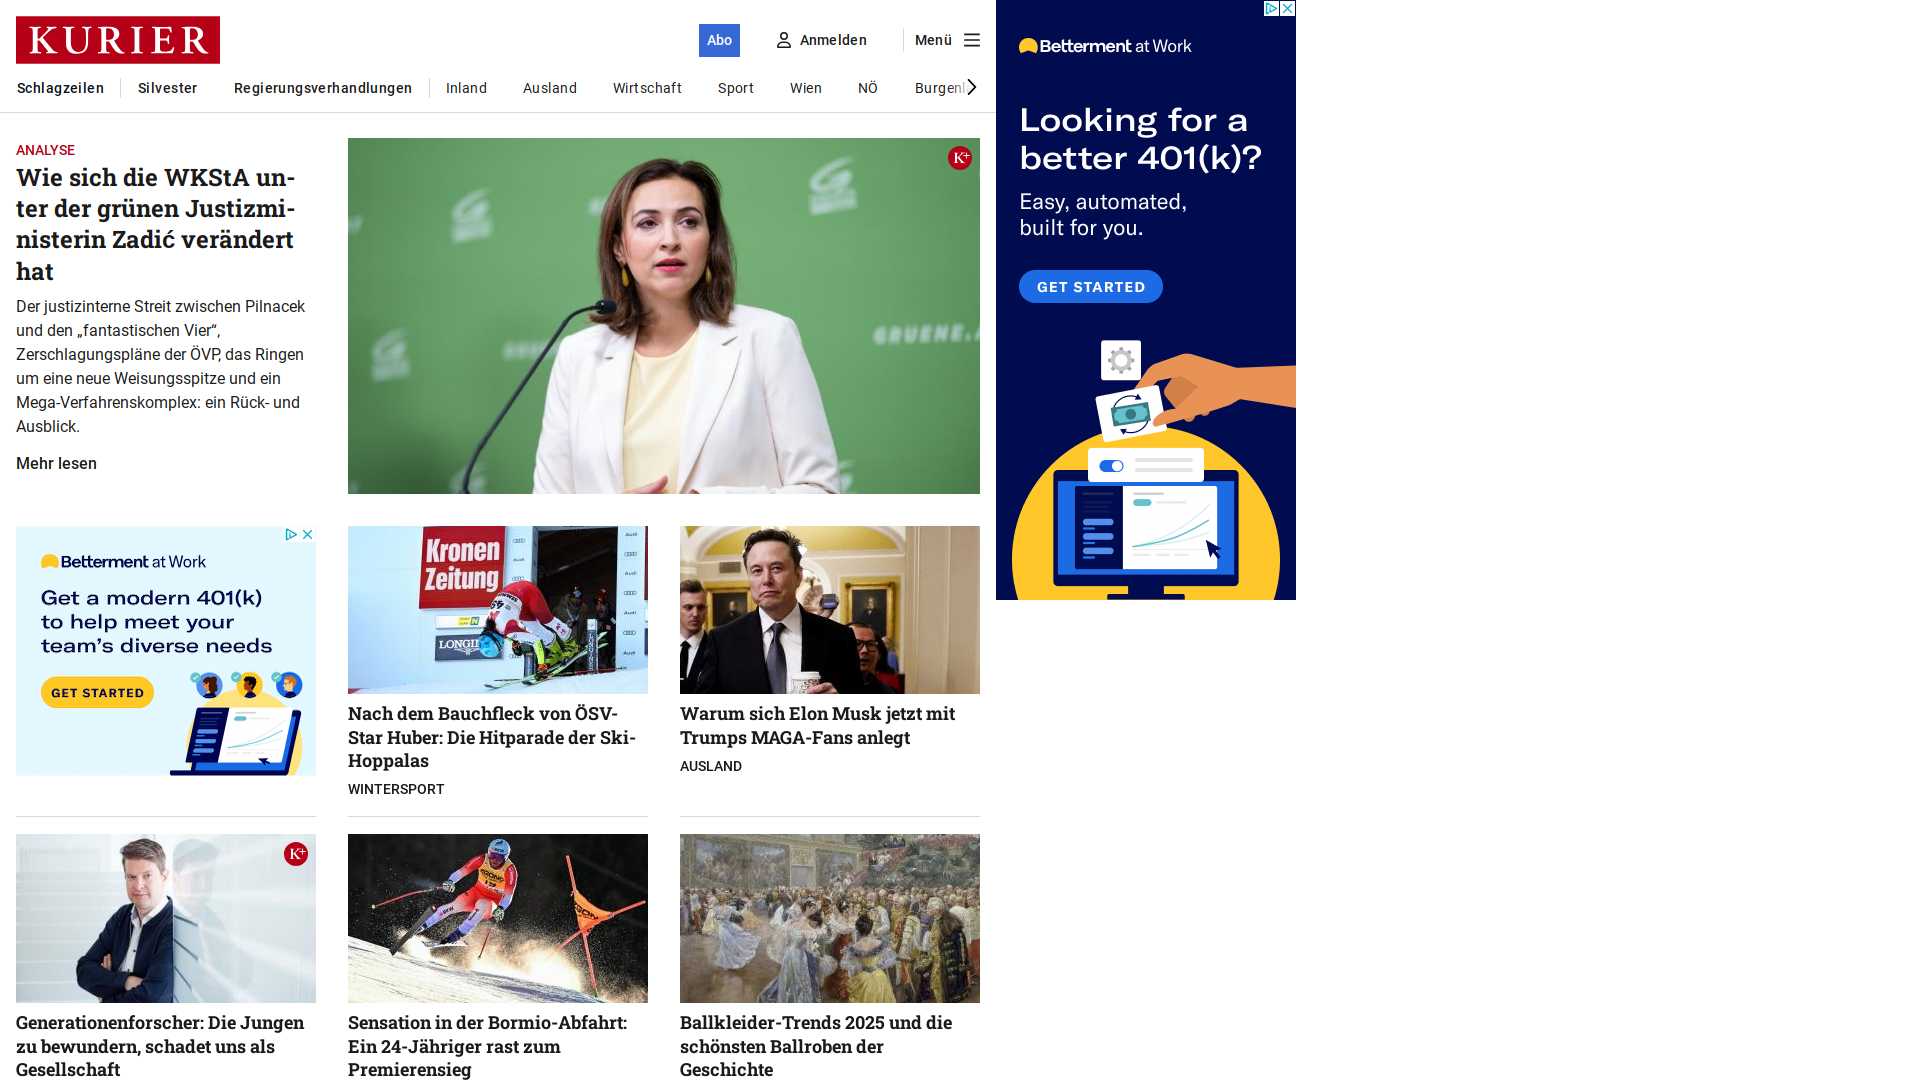 KURIER
Abo
Anmelden
Menü
Schlagzeilen
Silvester
Regierungsverhandlungen
Inland
Ausland
Wirtschaft
Sport
Wien
NÖ
ANALYSE
Wie sich die WKStA un-
ter der grünen Justizmi-
nisterin Zadić verändert
hat
Der justizinterne Streit zwischen Pilnacek
und den „fantastischen Vier“,
Zerschlagungspläne der ÖVP, das Ringen
um eine neue Weisungsspitze und ein
Mega-Verfahrenskomplex: ein Rück- und
Ausblick.
Mehr lesen
K+
Betterment at Work
Looking for a
better 401(k)?
Easy, automated,
built for you.
GET STARTED
Betterment at Work
Get a modern 401(k)
to help meet your
team's diverse needs
GET STARTED
Kronen
Zeitung
Nach dem Bauchfleck von ÖSV-
Star Huber: Die Hitparade der Ski-
Hoppalas
WINTERSPORT
Warum sich Elon Musk jetzt mit
Trumps MAGA-Fans anlegt
AUSLAND
K+
Generationenforscher: Die Jungen
zu bewundern, schadet uns als
Gesellschaft
Sensation in der Bormio-Abfahrt:
Ein 24-Jähriger rast zum
Premierensieg
Ballkleider-Trends 2025 und die
schönsten Ballroben der
Geschichte